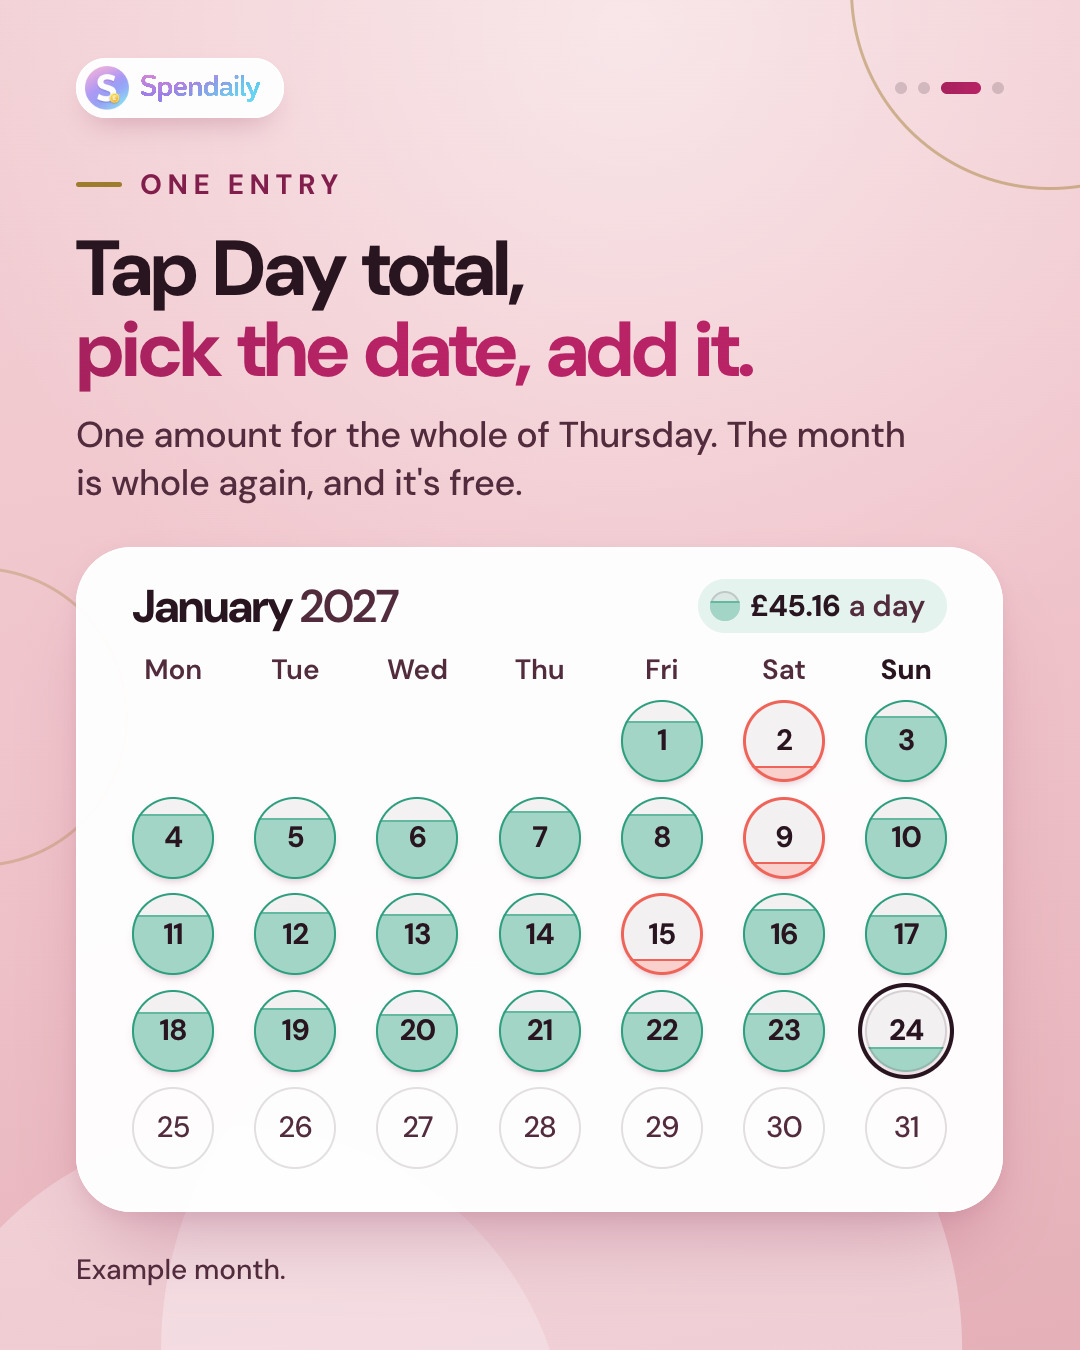 Spendaily
ONE ENTRY
Tap Day total,
pick the date, add it.
One amount for the whole of Thursday. The month
is whole again, and it's free.
January 2027 £45.16 a day
Mon Tue Wed Thu Fri Sat Sun
1 2 3
4 5 6 7 8 9 10
11 12 13 14 15 16 17
18 19 20 21 22 23 24
25 26 27 28 29 30 31
Example month.